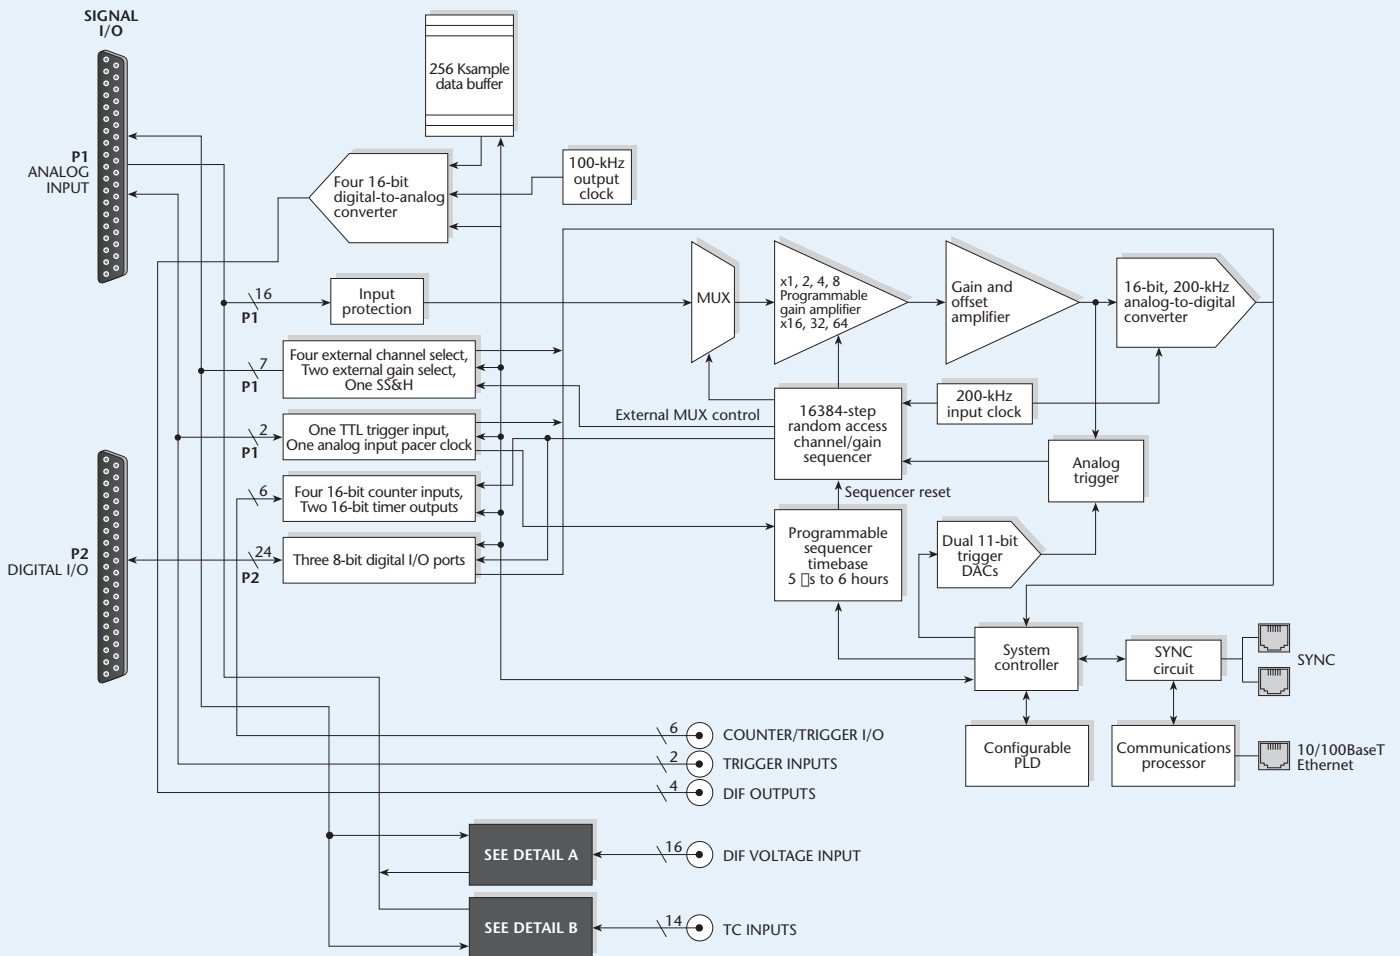 SIGNAL
I/O
P1
ANALOG
INPUT
256 Ksample
data buffer
Four 16-bit
digital-to-analog
converter
100-kHz
output
clock
16
P1
Input
protection
MUX
x1, 2, 4, 8
Programmable
gain amplifier
x16, 32, 64
Gain and
offset
amplifier
16-bit, 200-kHz
analog-to-digital
converter
7
P1
Four external channel select,
Two external gain select,
One SS&H
External MUX control
16384-step
random access
channel/gain
sequencer
200-kHz
input clock
2
P1
One TTL trigger input,
One analog input pacer clock
Analog
trigger
6
Four 16-bit counter inputs,
Two 16-bit timer outputs
Sequencer reset
P2
DIGITAL I/O
24
P2
Three 8-bit digital I/O ports
Programmable
sequencer
timebase
5 □s to 6 hours
Dual 11-bit
trigger
DACs
System
controller
SYNC
circuit
SYNC
Configurable
PLD
Communications
processor
10/100BaseT
Ethernet
6
COUNTER/TRIGGER I/O
2
TRIGGER INPUTS
4
DIF OUTPUTS
SEE DETAIL A
16
DIF VOLTAGE INPUT
SEE DETAIL B
14
TC INPUTS